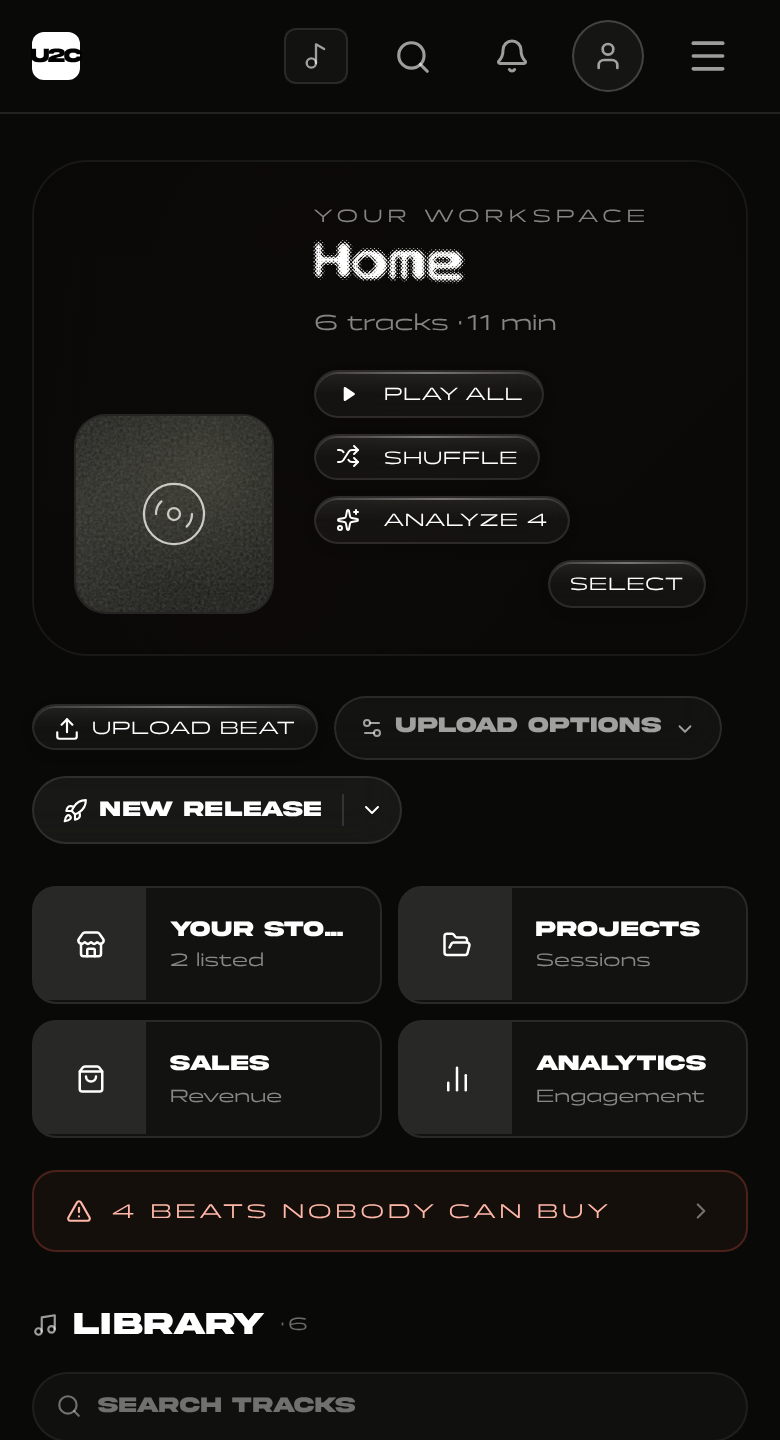 U2C
YOUR WORKSPACE
Home
6 tracks · 11 min
PLAY ALL
SHUFFLE
ANALYZE 4
SELECT
UPLOAD BEAT
UPLOAD OPTIONS
NEW RELEASE
YOUR STO...
2 listed
PROJECTS
Sessions
SALES
Revenue
ANALYTICS
Engagement
4 BEATS NOBODY CAN BUY
LIBRARY · 6
SEARCH TRACKS